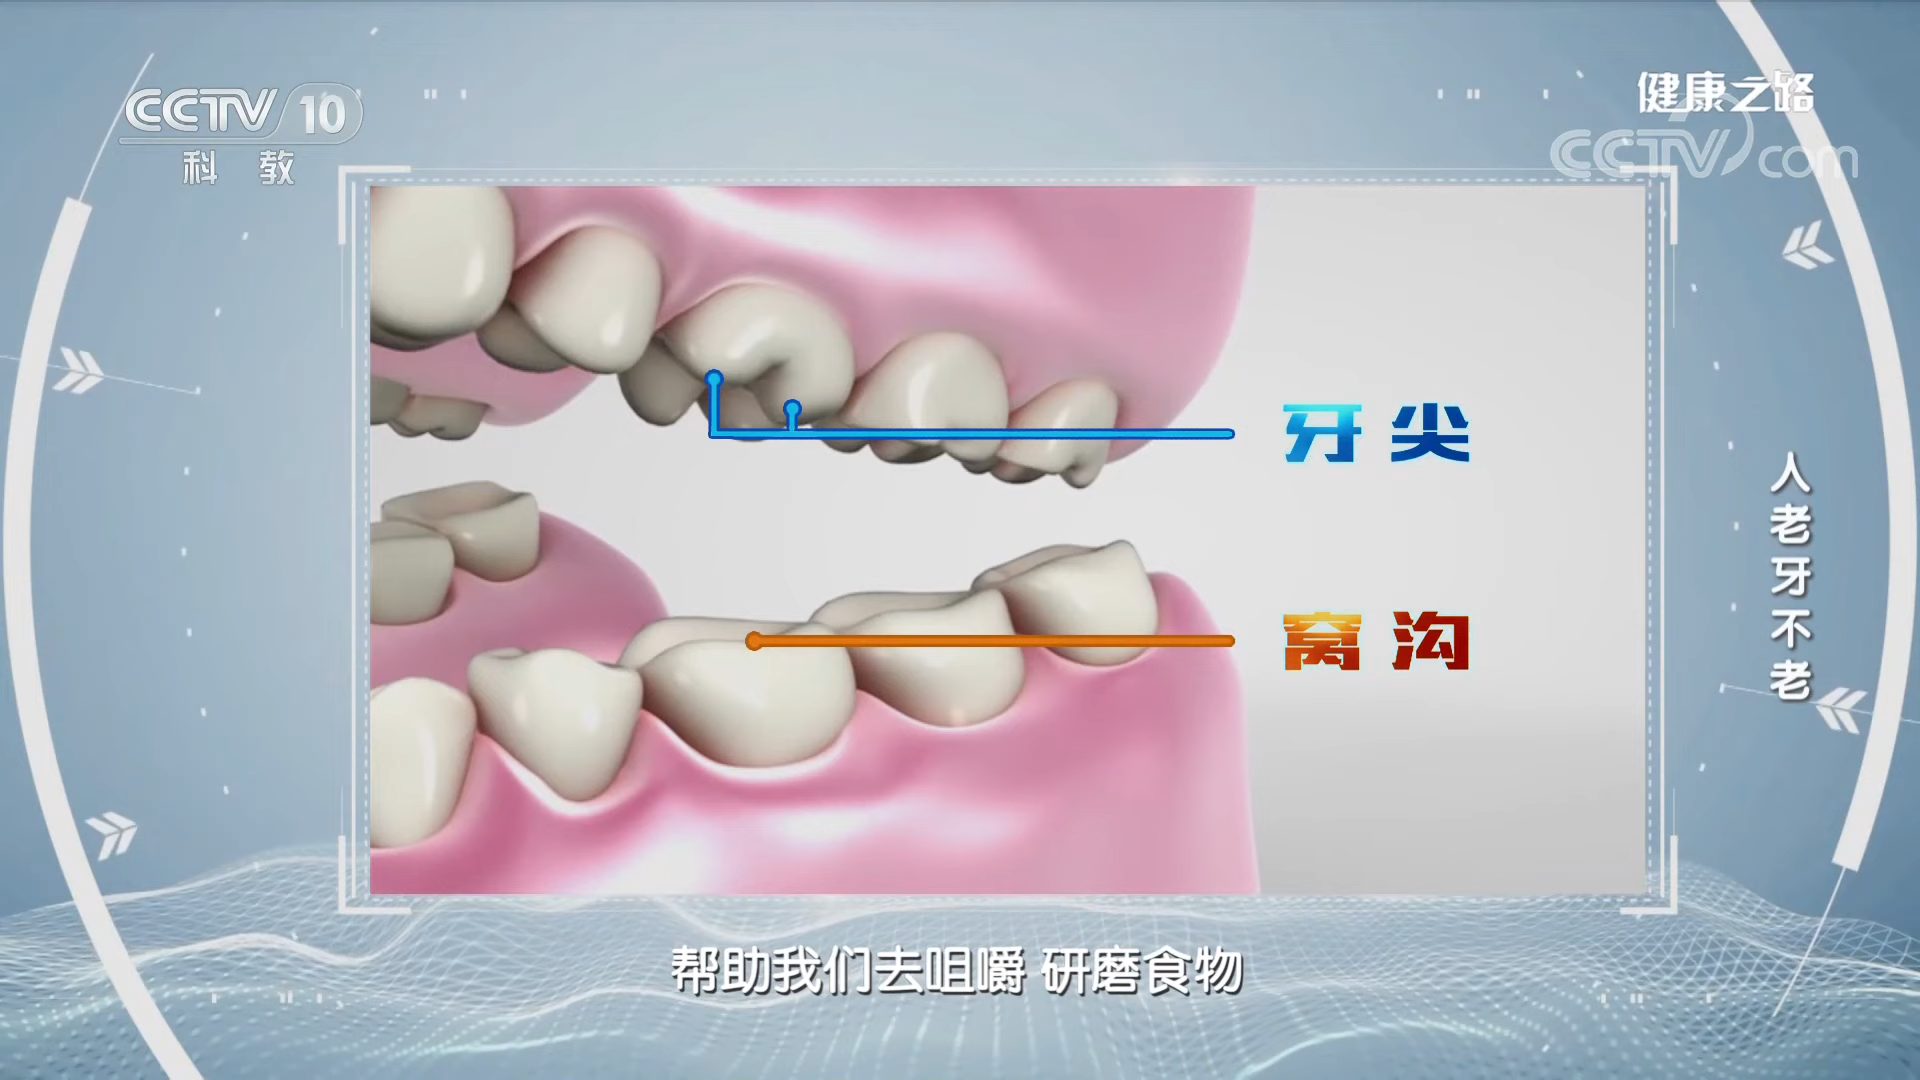 CCTV 10
科 教
健康之路
CCTV.com
牙尖
窝沟
人老牙不老
帮助我们去咀嚼 研磨食物